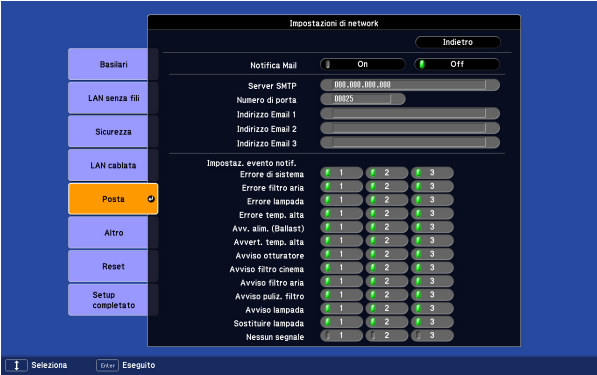 Impostazioni di network
Indietro
Basilari
LAN senza fili
Sicurezza
LAN cablata
Posta
Altro
Reset
Setup
completato
Notifica Mail On Off
Server SMTP 000.000.000.000
Numero di porta 00025
Indirizzo Email 1
Indirizzo Email 2
Indirizzo Email 3
Impostaz. evento notif.
Errore di sistema 1 2 3
Errore filtro aria 1 2 3
Errore lampada 1 2 3
Errore temp. alta 1 2 3
Avv. alim. (Ballast) 1 2 3
Avvert. temp. alta 1 2 3
Avviso otturatore 1 2 3
Avviso filtro cinema 1 2 3
Avviso filtro aria 1 2 3
Avviso puliz. filtro 1 2 3
Avviso lampada 1 2 3
Sostituire lampada 1 2 3
Nessun segnale 1 2 3
Seleziona Enter Eseguito